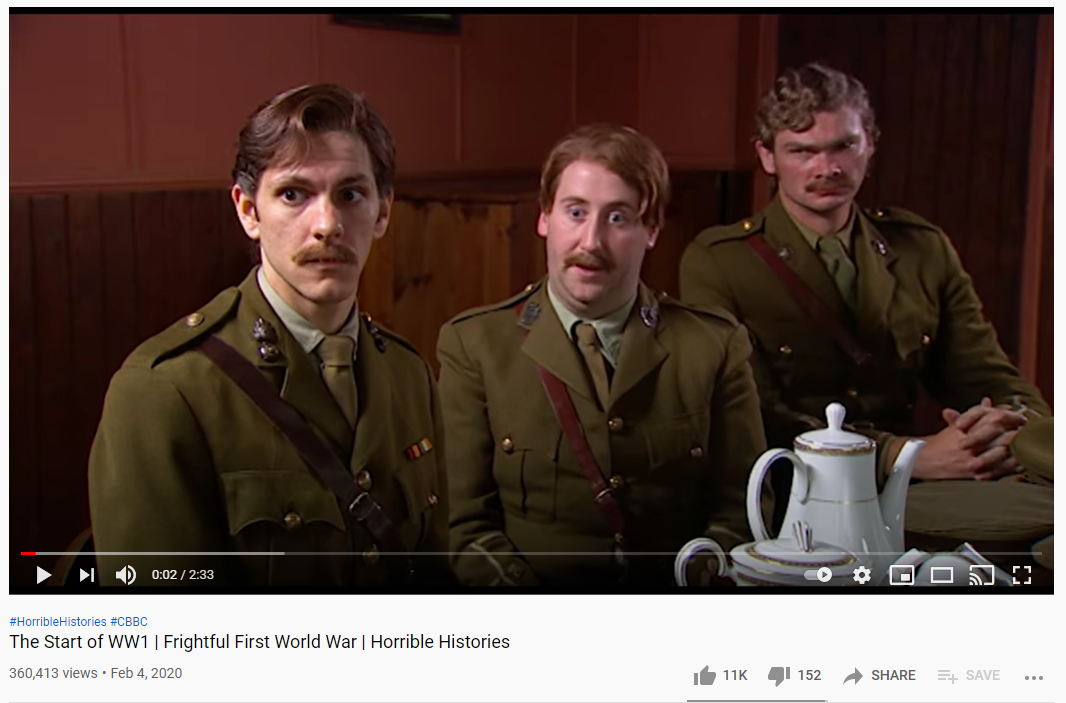 0:02 / 2:33
#HorribleHistories #CBBC
The Start of WW1 | Frightful First World War | Horrible Histories
360,413 views • Feb 4, 2020
11K 152 SHARE SAVE